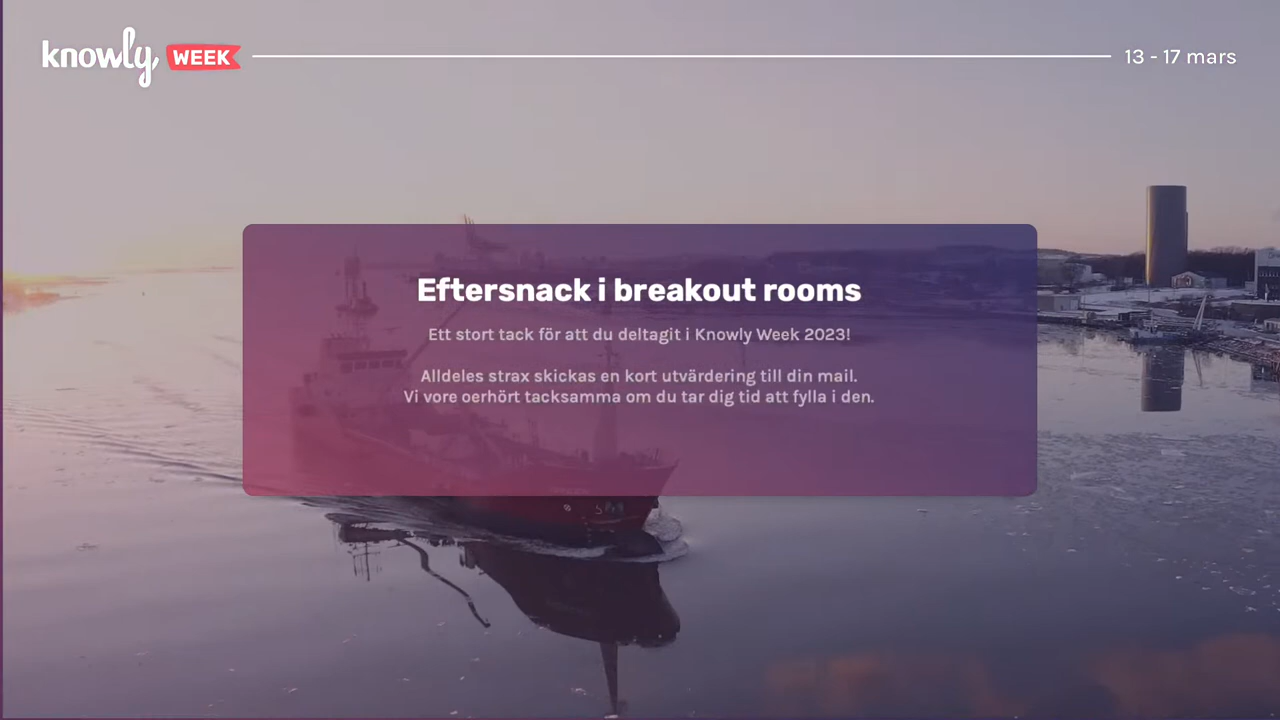 knowly WEEK 13 - 17 mars
Eftersnack i breakout rooms
Ett stort tack för att du deltagit i Knowly Week 2023!
Alldeles strax skickas en kort utvärdering till din mail.
Vi vore oerhört tacksamma om du tar dig tid att fylla i den.